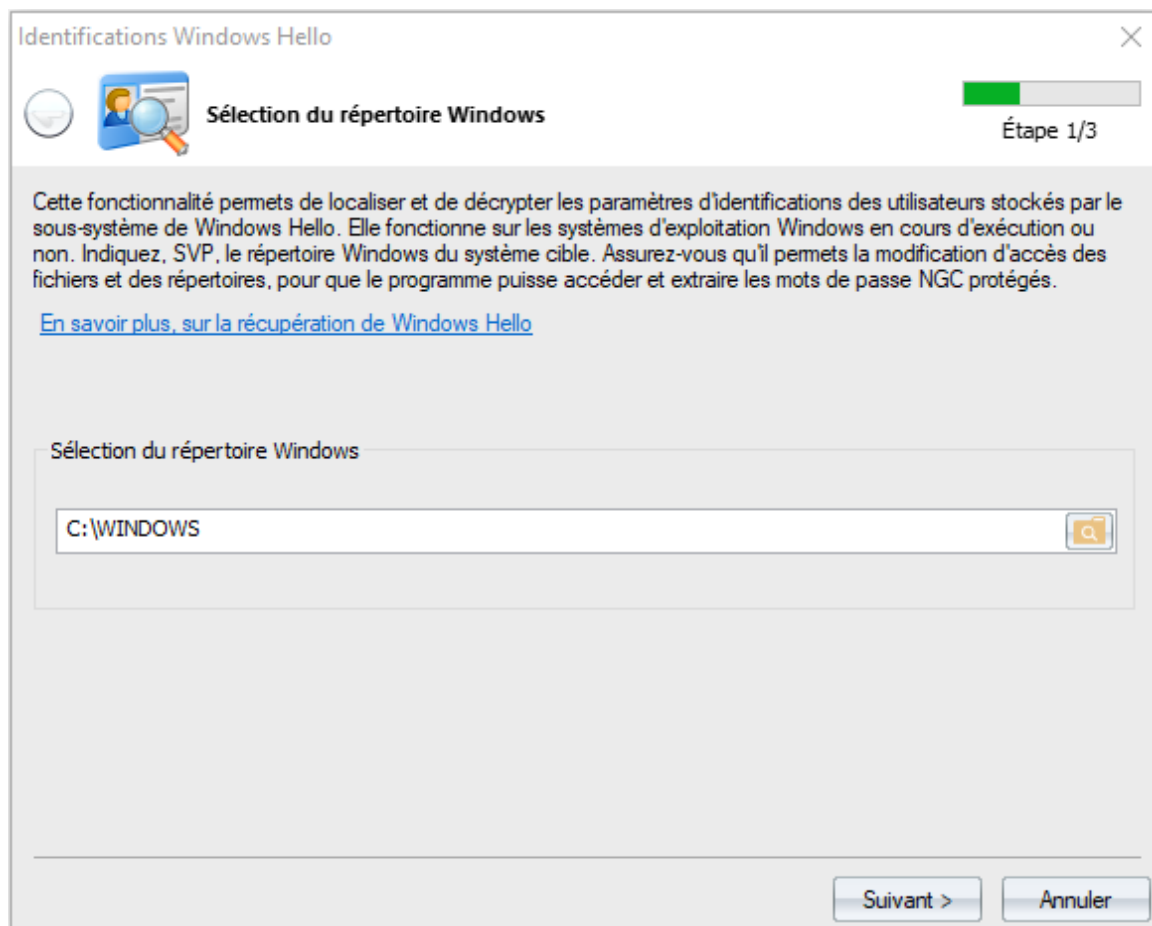 Identifications Windows Hello
Sélection du répertoire Windows
Étape 1/3
Cette fonctionnalité permets de localiser et de décrypter les paramètres d'identifications des utilisateurs stockés par le
sous-système de Windows Hello. Elle fonctionne sur les systèmes d'exploitation Windows en cours d'exécution ou
non. Indiquez, SVP, le répertoire Windows du système cible. Assurez-vous qu'il permets la modification d'accès des
fichiers et des répertoires, pour que le programme puisse accéder et extraire les mots de passe NGC protégés.
En savoir plus, sur la récupération de Windows Hello
Sélection du répertoire Windows
C:\WINDOWS
Suivant >
Annuler